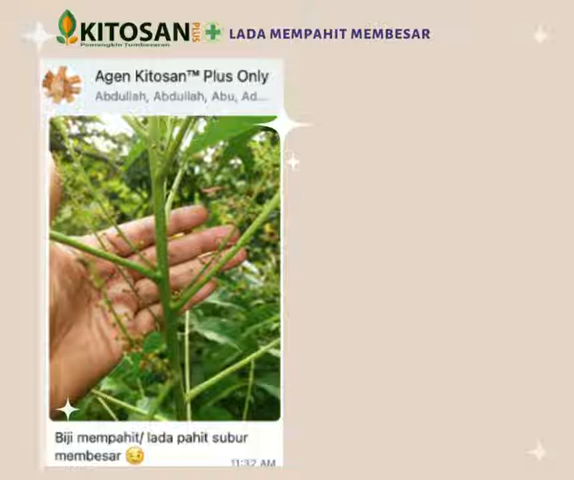 KITOSAN PLUS LADA MEMPAHIT MEMBESAR
Pemangkin Tumbesaran
Agen Kitosan™ Plus Only
Abdullah, Abdullah, Abu, Ad....
Biji mempahit/ lada pahit subur
membesar 😏
11:32 AM